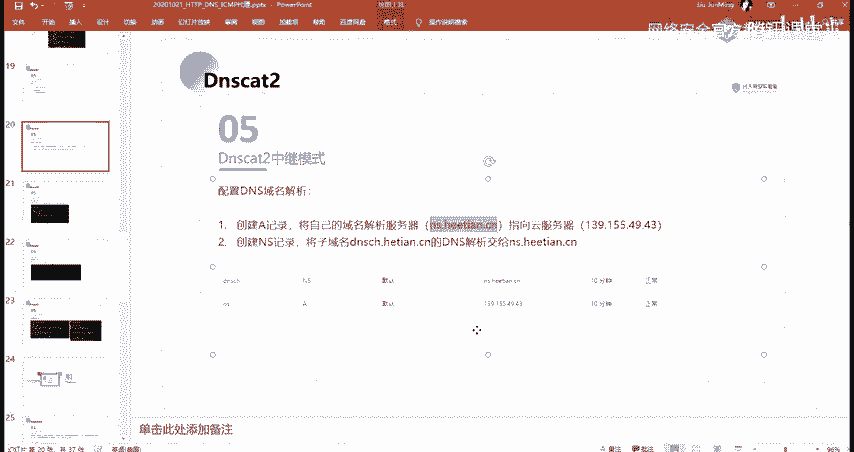 20201021_HTTP_DNS_ICMP代理.pptx - PowerPoint
Liu JunMing
文件 开始 插入 设计 切换 动画 幻灯片放映 审阅 视图 加载项 帮助 百度网盘 格式 操作说明搜索
19
20
21
22
23
24
25
Dnscat2
05
Dnscat2中继模式
配置DNS域名解析：
1. 创建A记录，将自己的域名解析服务器（ns.heetian.cn）指向云服务器（139.155.49.43）
2. 创建NS记录，将子域名dnsch.hetian.cn的DNS解析交给ns.heetian.cn
dnsch NS 默认 ns.heetian.cn 10 分钟 正常
ns A 默认 139.155.49.43 10 分钟 正常
单击此处添加备注
幻灯片 第 20 张，共 37 张
备注 批注 96%